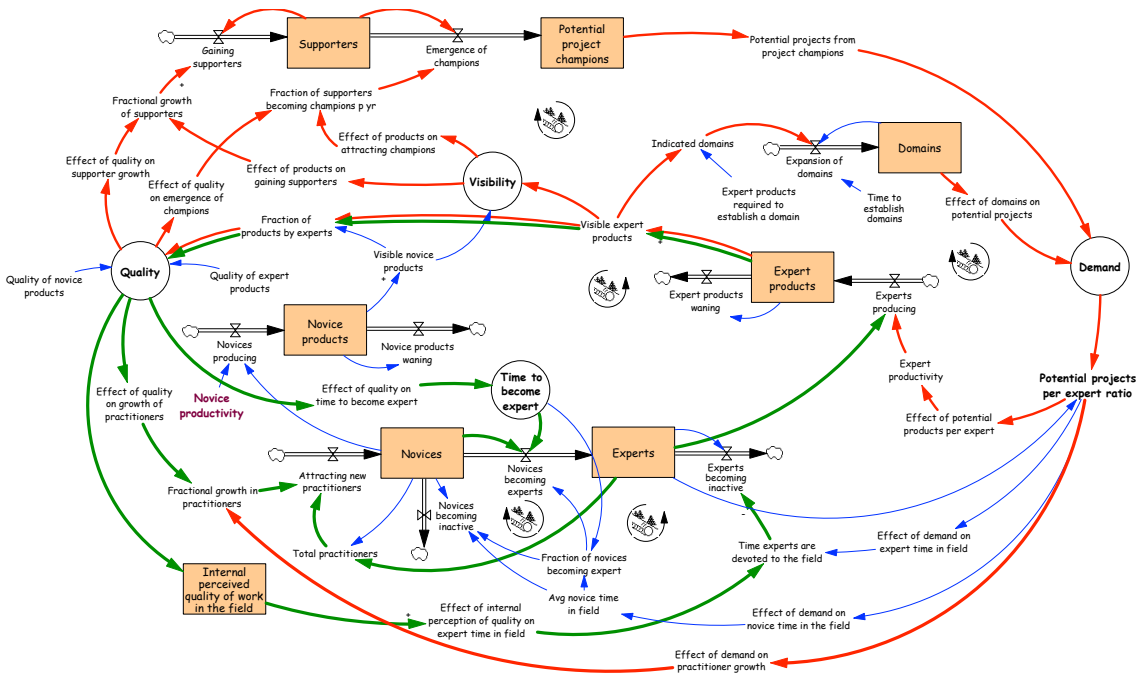 Gaining
supporters
Supporters
Emergence of
champions
Potential
project
champions
Potential projects from
project champions
*
Fractional growth
of supporters
Fraction of supporters
becoming champions p yr
Effect of products on
attracting champions
Indicated domains
Expansion of
domains
Domains
Effect of quality on
supporter growth
Effect of products on
gaining supporters
Visibility
Effect of quality
on emergence of
champions
Expert products
required to
establish a domain
Time to
establish
domains
Effect of domains on
potential projects
Fraction of
products by experts
Visible expert
products
*
Quality of novice
products
Quality
Quality of expert
products
Visible novice
products
*
Expert products
waning
Expert
products
Experts
producing
Demand
Novices
producing
Novice
products
Novice products
waning
Effect of quality
on growth of
practitioners
Novice
productivity
Effect of quality on
time to become expert
Time to
become
expert
Expert
productivity
Potential projects
per expert ratio
Effect of potential
products per expert
Novices
Novices
becoming
experts
Experts
Experts
becoming
inactive
Attracting new
practitioners
Fractional growth in
practitioners
Novices
becoming
inactive
-
Total practitioners
Fraction of novices
becoming expert
Time experts are
devoted to the field
Effect of demand on
expert time in field
Internal
perceived
quality of work
in the field
Avg novice time
in field
*
Effect of internal
perception of quality on
expert time in field
Effect of demand on
novice time in the field
Effect of demand on
practitioner growth